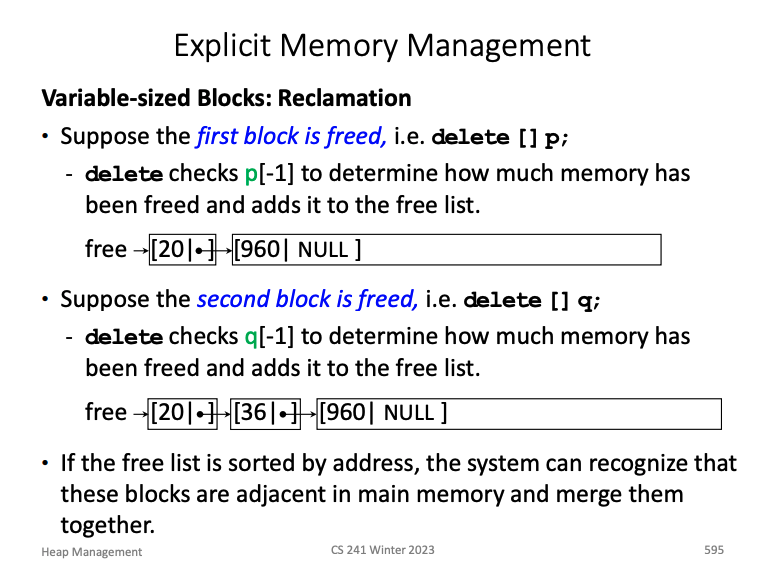 Explicit Memory Management
Variable-sized Blocks: Reclamation
• Suppose the first block is freed, i.e. delete [] p;
- delete checks p[-1] to determine how much memory has
been freed and adds it to the free list.
free →[20|•]→[960| NULL ]
• Suppose the second block is freed, i.e. delete [] q;
- delete checks q[-1] to determine how much memory has
been freed and adds it to the free list.
free →[20|•]→[36|•]→[960| NULL ]
• If the free list is sorted by address, the system can recognize that
these blocks are adjacent in main memory and merge them
together.
Heap Management
CS 241 Winter 2023
595